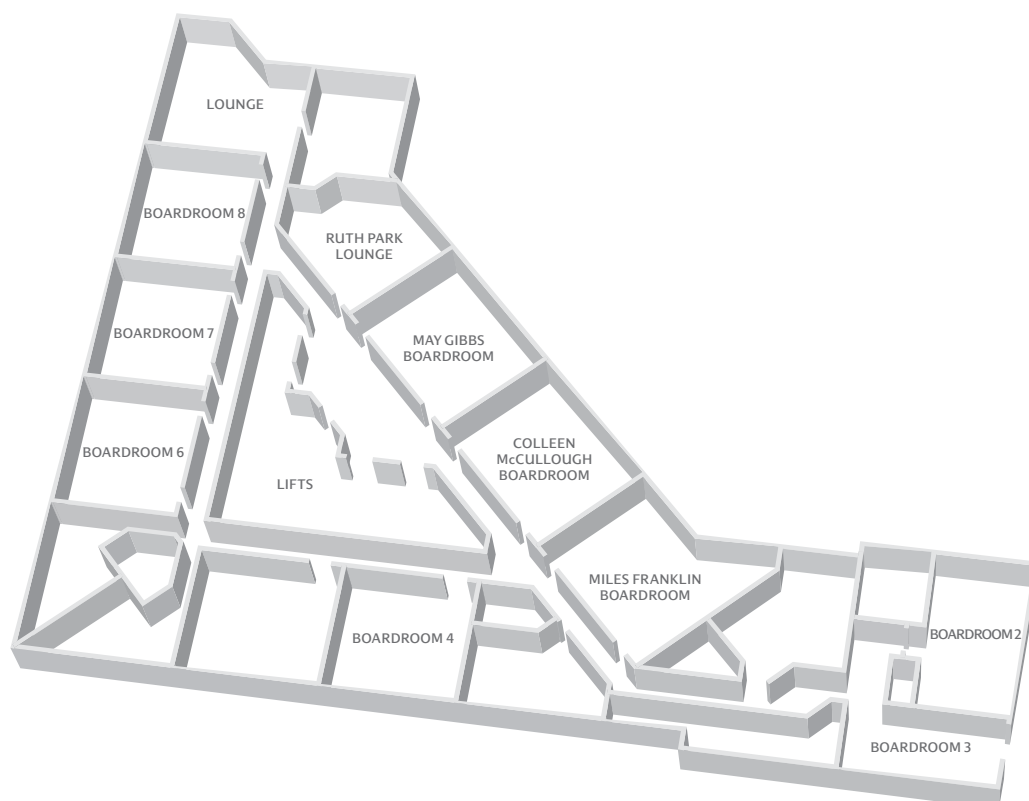 LOUNGE
BOARDROOM 8
RUTH PARK
LOUNGE
BOARDROOM 7
MAY GIBBS
BOARDROOM
BOARDROOM 6
COLLEEN
McCULLOUGH
BOARDROOM
LIFTS
MILES FRANKLIN
BOARDROOM
BOARDROOM 4
BOARDROOM 2
BOARDROOM 3